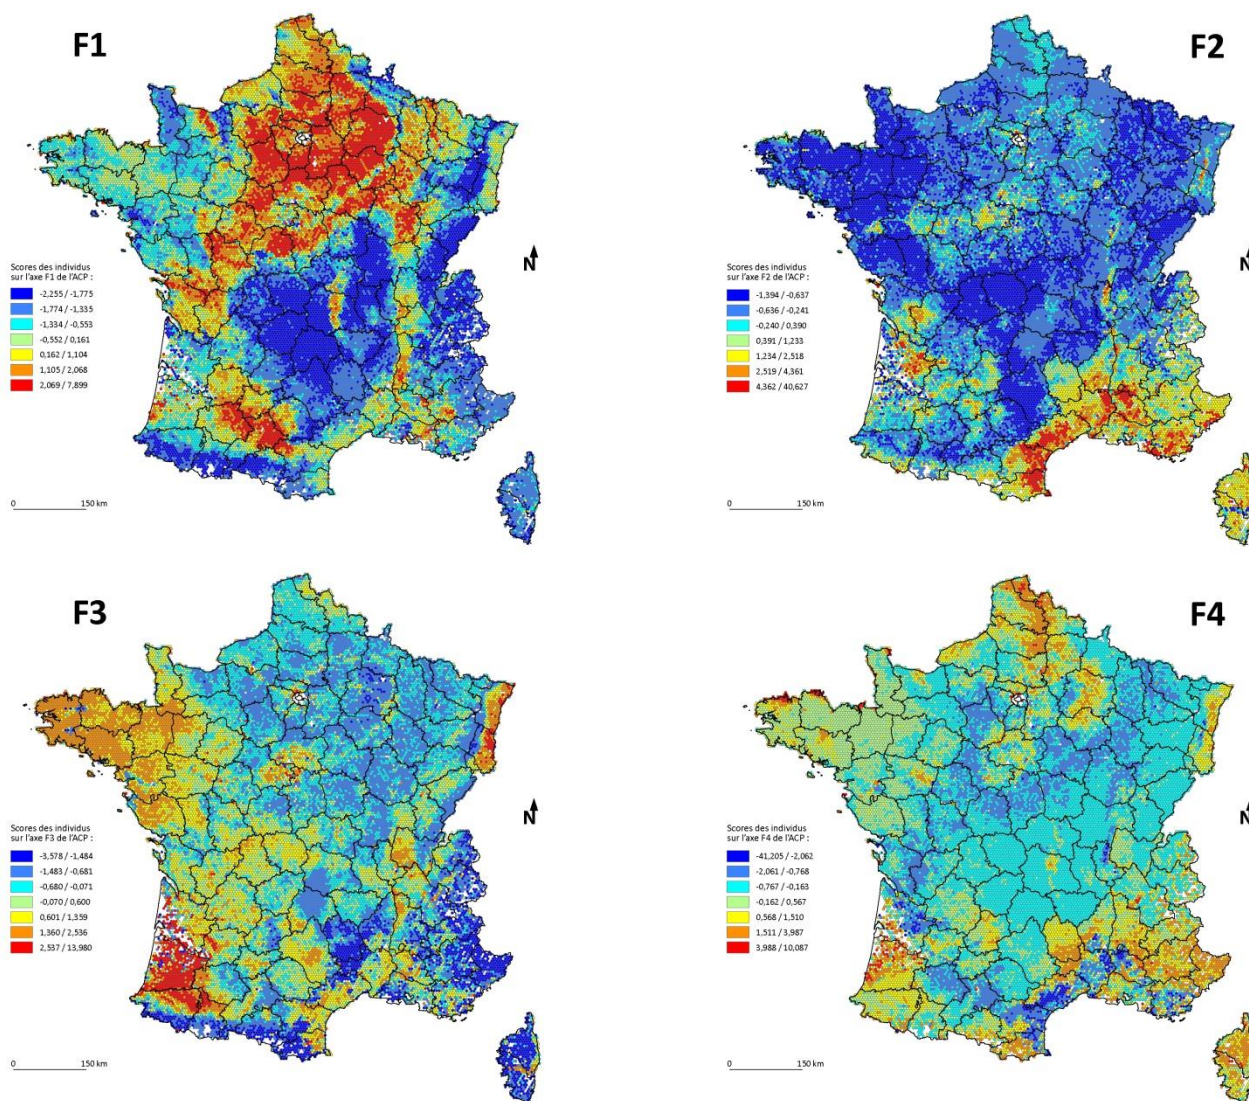 F1
Scores des individus
sur l'axe F1 de l'ACP :
-2,255 / -1,775
-1,774 / -1,335
-1,334 / -0,553
-0,552 / 0,161
0,162 / 1,104
1,105 / 2,068
2,069 / 7,899
N
0 150 km
F2
Scores des individus
sur l'axe F2 de l'ACP :
-1,394 / -0,637
-0,636 / -0,241
-0,240 / 0,390
0,391 / 1,233
1,234 / 2,518
2,519 / 4,361
4,362 / 40,627
N
0 150 km
F3
Scores des individus
sur l'axe F3 de l'ACP :
-3,578 / -1,484
-1,483 / -0,681
-0,680 / -0,071
-0,070 / 0,600
0,601 / 1,359
1,360 / 2,536
2,537 / 13,980
N
0 150 km
F4
Scores des individus
sur l'axe F4 de l'ACP :
-41,205 / -2,062
-2,061 / -0,768
-0,767 / -0,163
-0,162 / 0,567
0,568 / 1,510
1,511 / 3,987
3,988 / 10,087
N
0 150 km